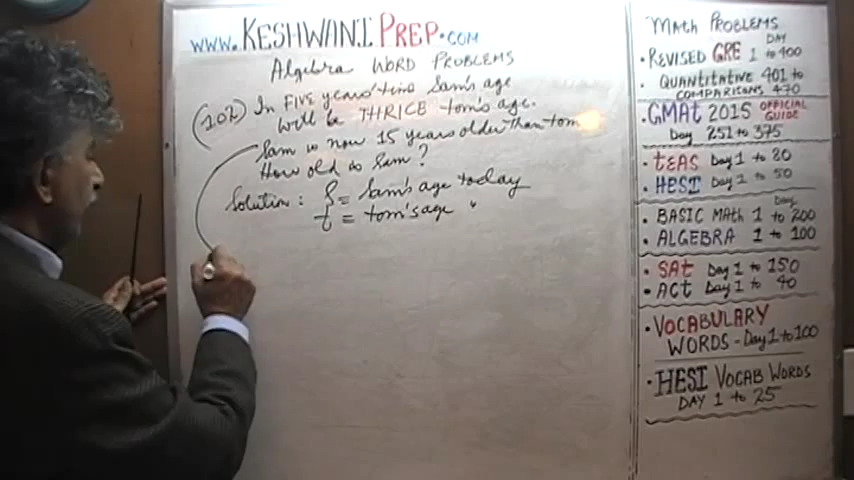 www.KESHWANI PREP.COM
Algebra WORD PROBLEMS
(102) In FIVE years' time Sam's age
will be THRICE tom's age.
Sam is now 15 years older than tom
How old is Sam?
Solution: S = Sam's age today
t = tom's age "
MATH PROBLEMS
DAY
• REVISED GRE 1 to 400
• QUANTITATIVE 401 to
COMPARISONS 470
• GMAt 2015 OFFICIAL GUIDE
Day 251 to 375
• tEAS Day 1 to 20
• HESI Day 1 to 50
Day
• BASIC MAth 1 to 200
• ALGEBRA 1 to 100
• SAt Day 1 to 150
• ACt Day 1 to 40
• VOCABULARY
WORDS - Day 1 to 100
• HESI VOCAB WORDS
DAY 1 to 25